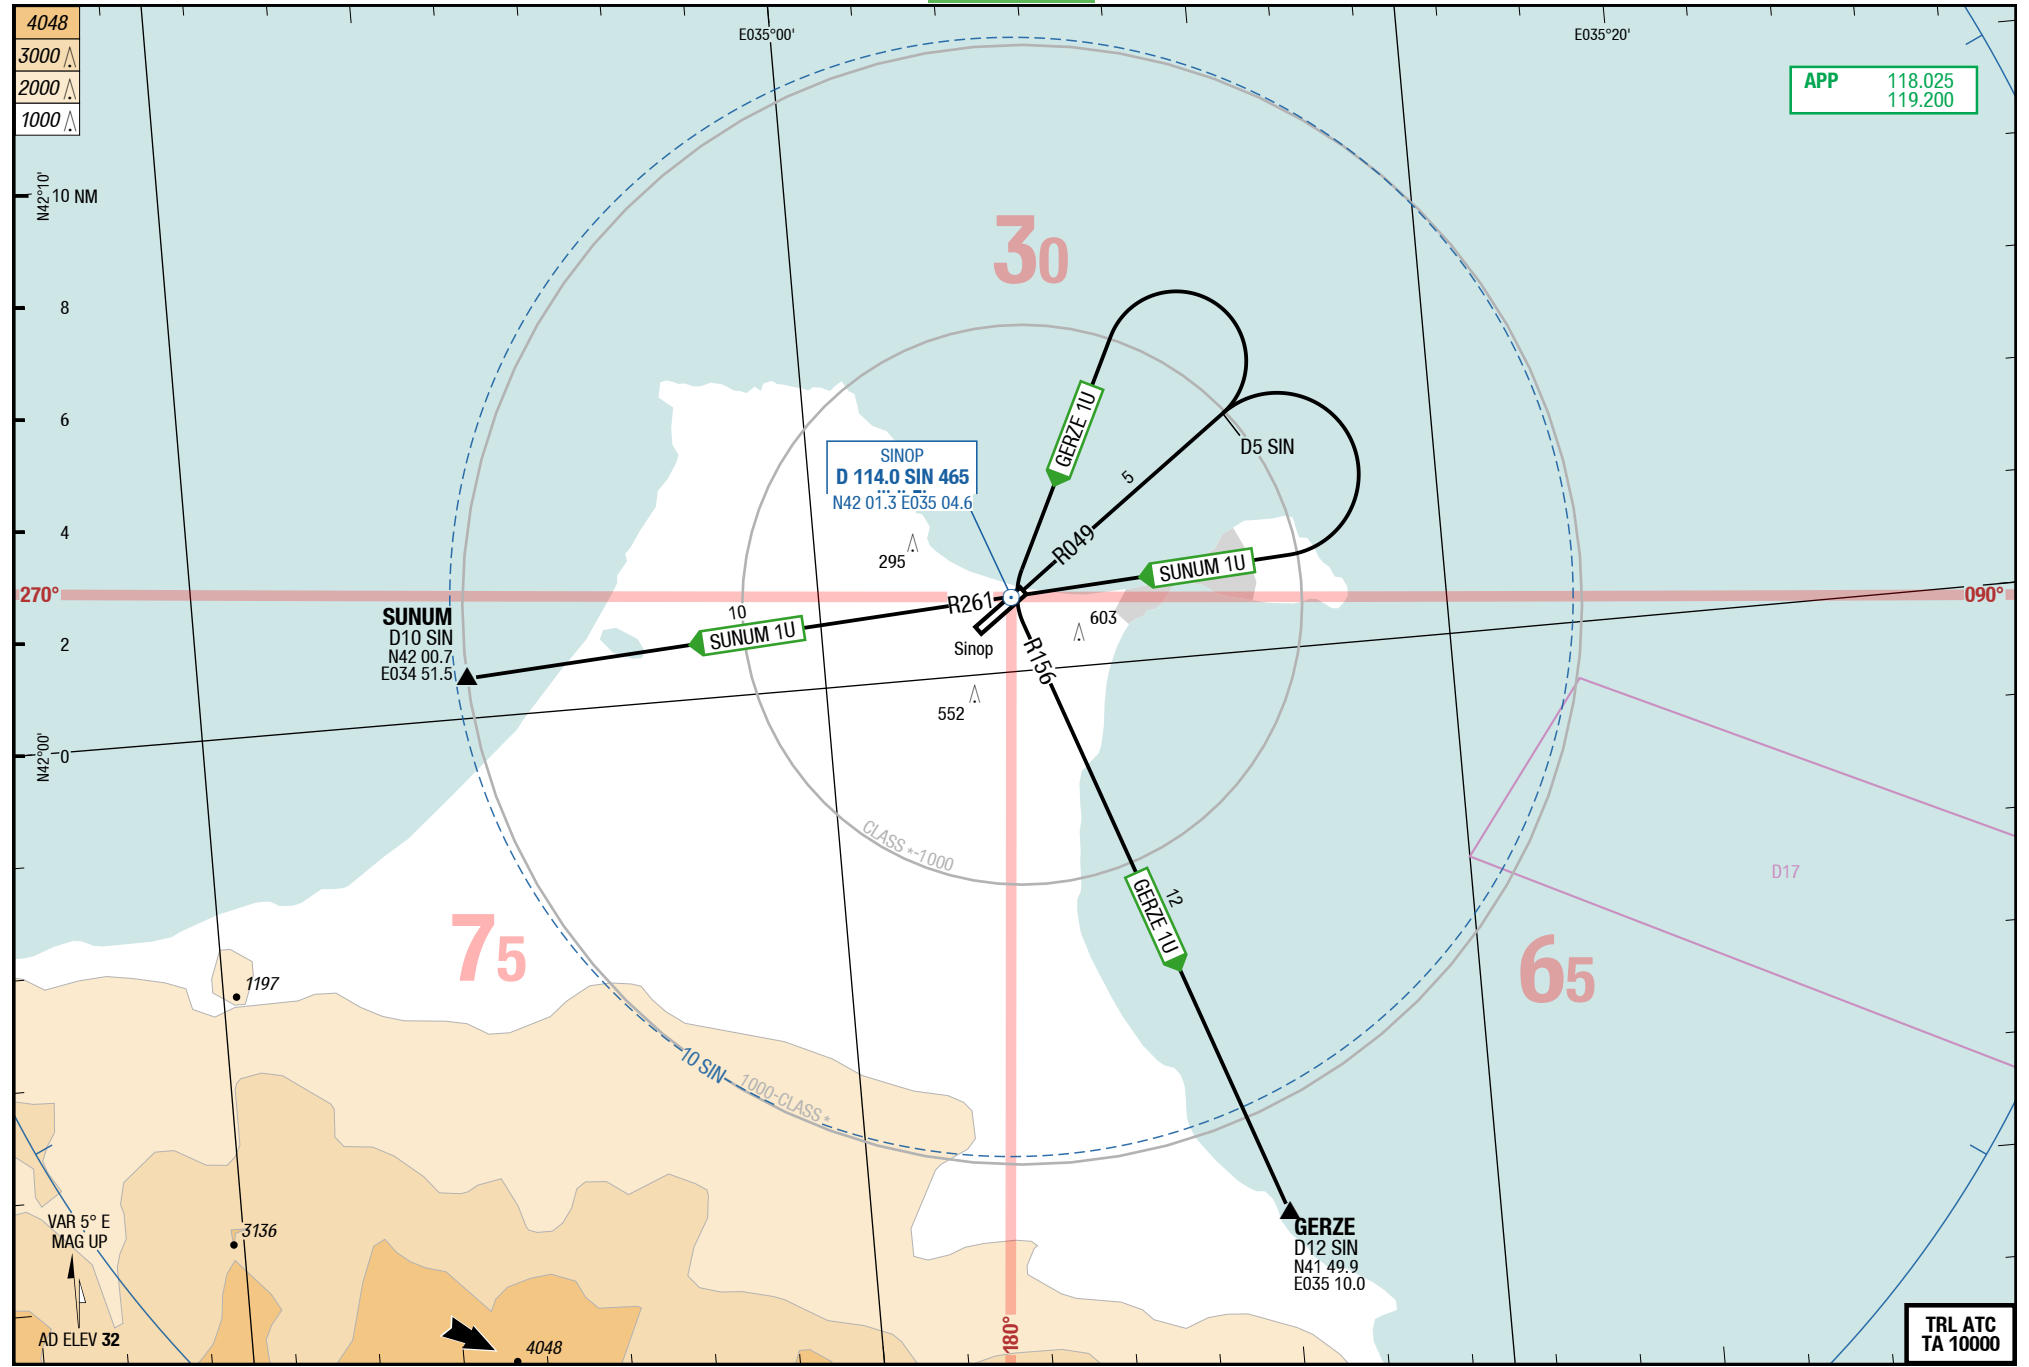 4048
3000
2000
1000
E035°00'
E035°20'
APP 118.025
119.200
N42°10'
10 NM
8
6
4
2
0
N42°00'
30
GERZE 1U
D5 SIN
5
R049
SINOP
D 114.0 SIN 465
N42 01.3 E035 04.6
295
SUNUM 1U
270°
090°
SUNUM
D10 SIN
N42 00.7
E034 51.5
10
SUNUM 1U
R261
Sinop
603
R156
552
CLASS *-1000
D17
12
GERZE 1U
75
65
1197
10 SIN
1000-CLASS *
3136
VAR 5° E
MAG UP
AD ELEV 32
4048
180°
GERZE
D12 SIN
N41 49.9
E035 10.0
TRL ATC
TA 10000